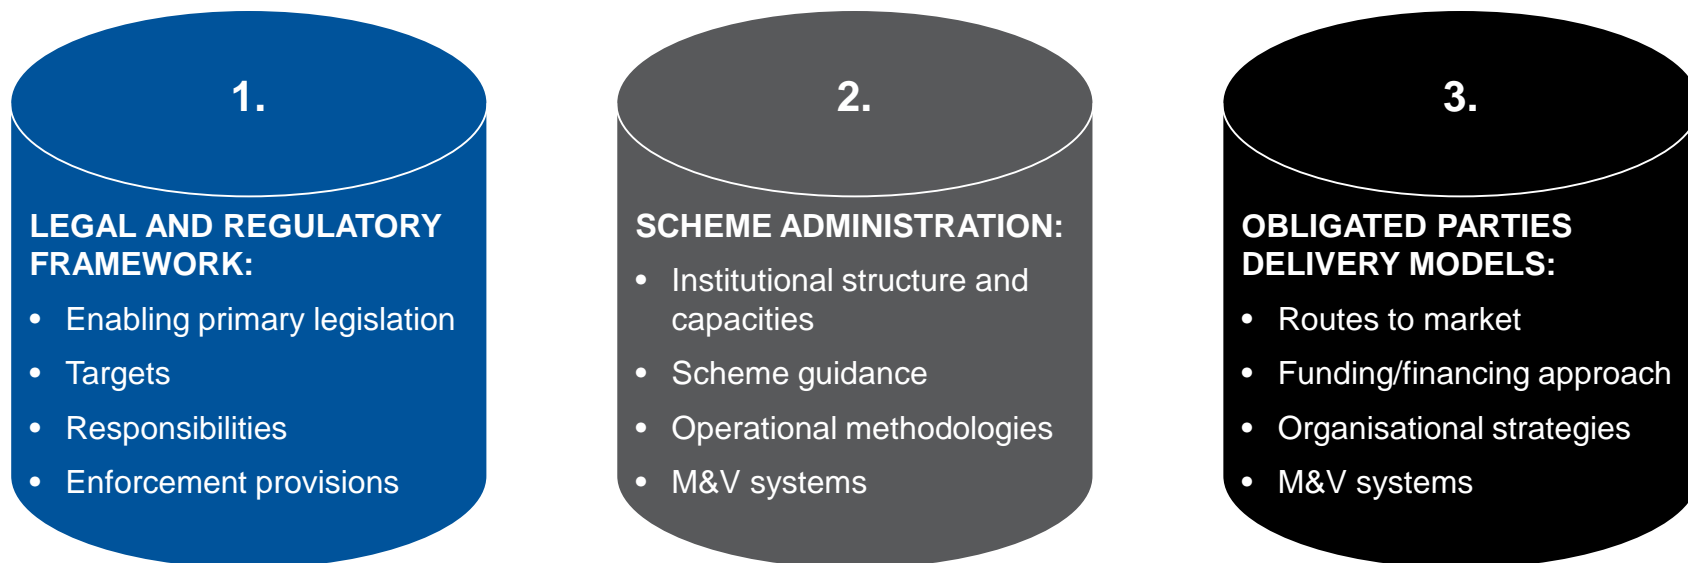 1.
LEGAL AND REGULATORY
FRAMEWORK:
• Enabling primary legislation
• Targets
• Responsibilities
• Enforcement provisions
2.
SCHEME ADMINISTRATION:
• Institutional structure and
capacities
• Scheme guidance
• Operational methodologies
• M&V systems
3.
OBLIGATED PARTIES
DELIVERY MODELS:
• Routes to market
• Funding/financing approach
• Organisational strategies
• M&V systems